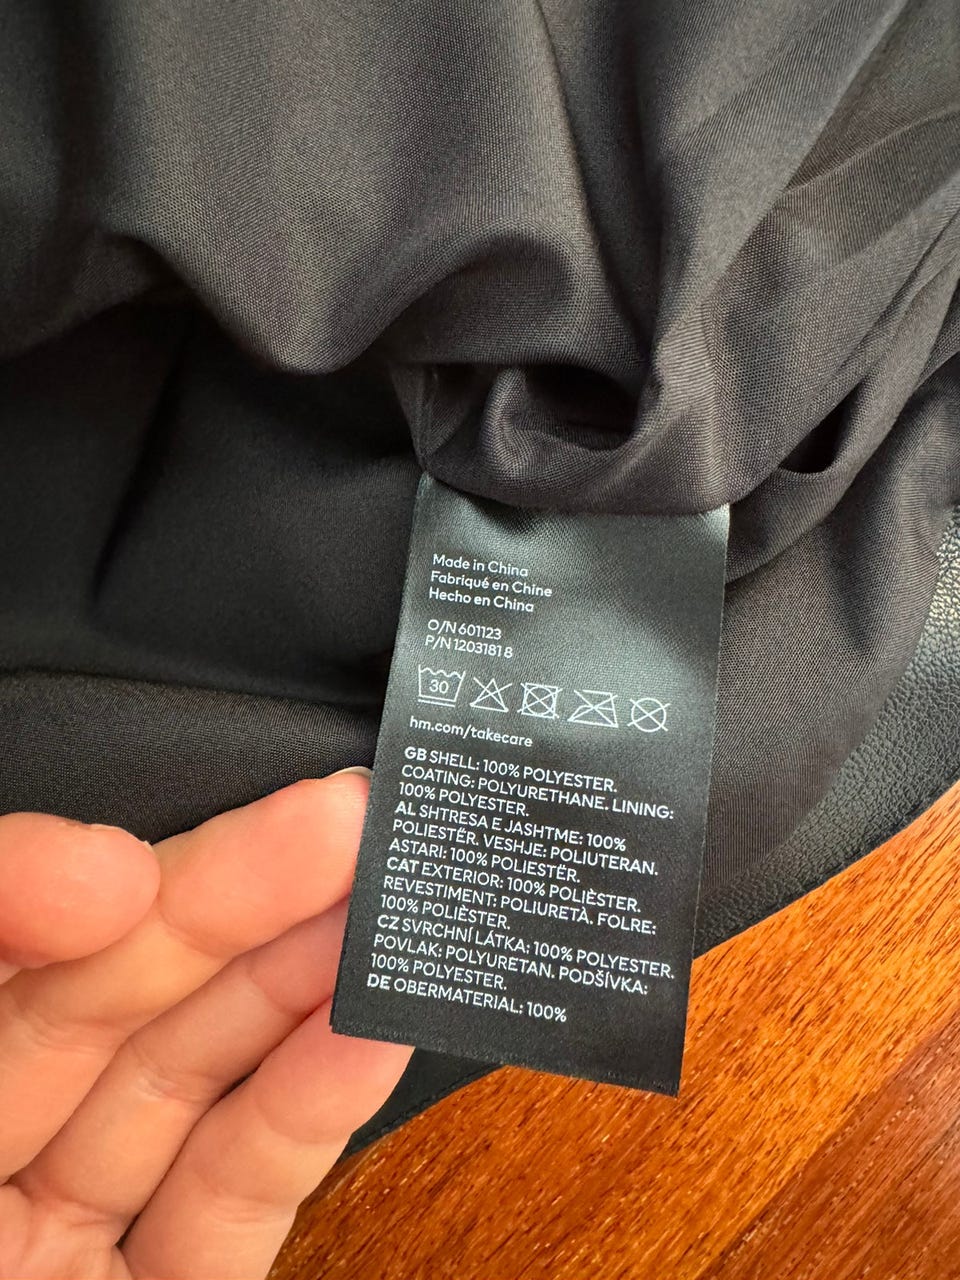 Made in China
Fabriqué en Chine
Hecho en China
O/N 601123
P/N 1203181 8
30
hm.com/takecare
GB SHELL: 100% POLYESTER.
COATING: POLYURETHANE. LINING:
100% POLYESTER.
AL SHTRESA E JASHTME: 100%
POLIESTËR. VESHJE: POLIUTERAN.
ASTARI: 100% POLIESTËR.
CAT EXTERIOR: 100% POLIÈSTER.
REVESTIMENT: POLIURETÀ. FOLRE:
100% POLIÈSTER.
CZ SVRCHNÍ LÁTKA: 100% POLYESTER.
POVLAK: POLYURETAN. PODŠÍVKA:
100% POLYESTER.
DE OBERMATERIAL: 100%